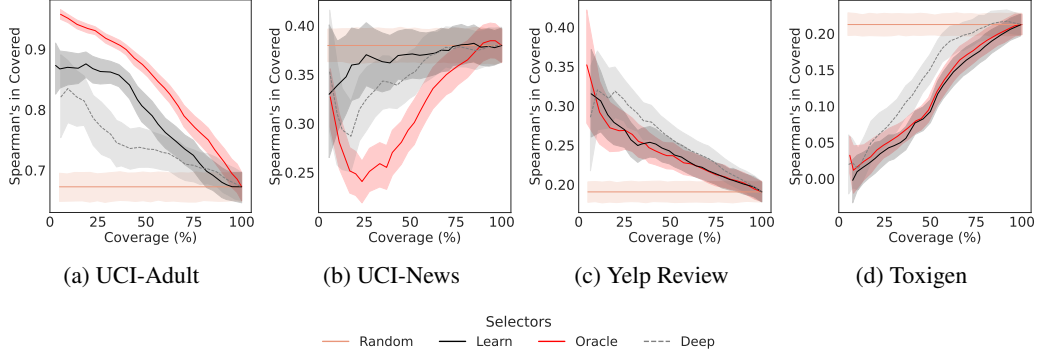 Spearman's in Covered
0.9
0.8
0.7
0 25 50 75 100
Coverage (%)
(a) UCI-Adult
Spearman's in Covered
0.40
0.35
0.30
0.25
0 25 50 75 100
Coverage (%)
(b) UCI-News
Spearman's in Covered
0.40
0.35
0.30
0.25
0.20
0 25 50 75 100
Coverage (%)
(c) Yelp Review
Spearman's in Covered
0.20
0.15
0.10
0.05
0.00
0 25 50 75 100
Coverage (%)
(d) Toxigen
Selectors
Random Learn Oracle Deep